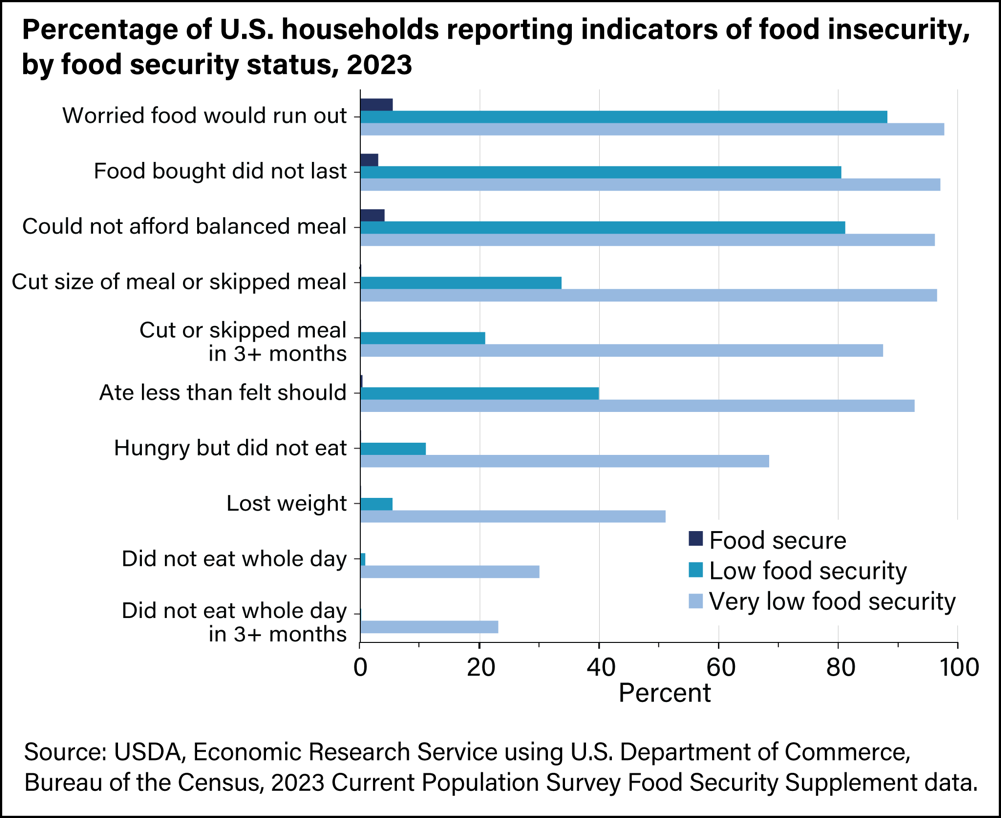 Percentage of U.S. households reporting indicators of food insecurity,
by food security status, 2023
Worried food would run out
Food bought did not last
Could not afford balanced meal
Cut size of meal or skipped meal
Cut or skipped meal
in 3+ months
Ate less than felt should
Hungry but did not eat
Lost weight
Did not eat whole day
Did not eat whole day
in 3+ months
Food secure
Low food security
Very low food security
0 20 40 60 80 100
Percent
Source: USDA, Economic Research Service using U.S. Department of Commerce,
Bureau of the Census, 2023 Current Population Survey Food Security Supplement data.